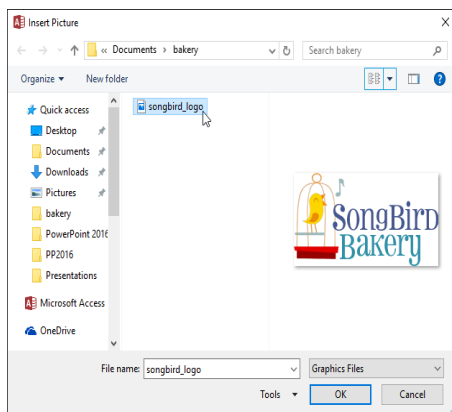 Insert Picture
« Documents › bakery
Search bakery
Organize
New folder
Quick access
Desktop
Documents
Downloads
Pictures
bakery
PowerPoint 2016
PP2016
Presentations
Microsoft Access
OneDrive
songbird_logo
SongBird
Bakery
File name: songbird_logo
Graphics Files
Tools
OK
Cancel